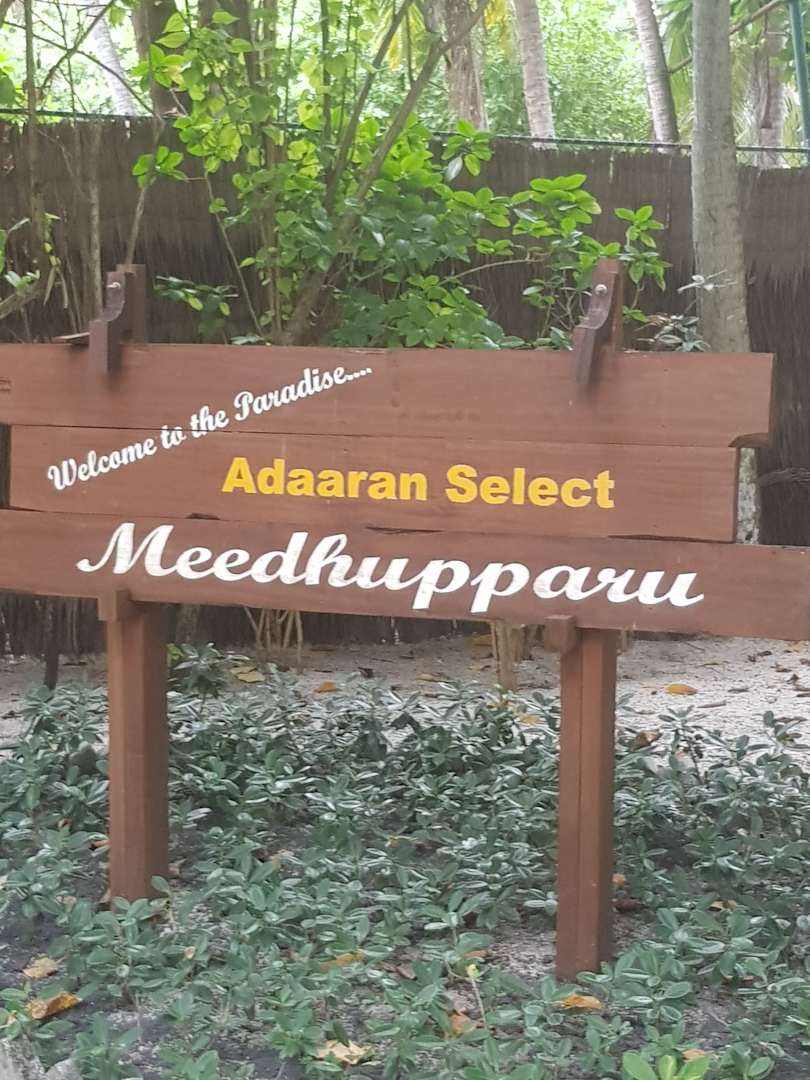 Welcome to the Paradise....
Adaaran Select
Meedhupparu